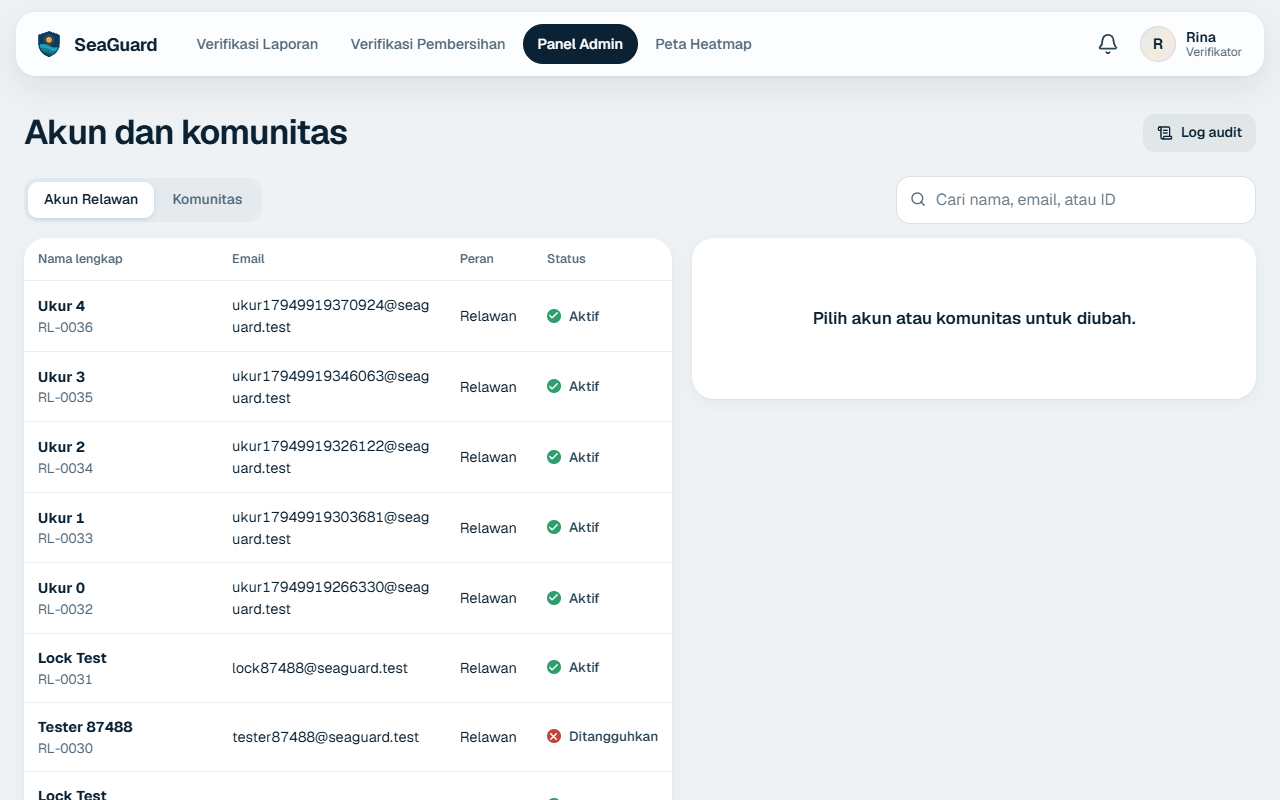 SeaGuard
Verifikasi Laporan
Verifikasi Pembersihan
Panel Admin
Peta Heatmap
R
Rina
Verifikator
Akun dan komunitas
Log audit
Akun Relawan
Komunitas
Cari nama, email, atau ID
Nama lengkap
Email
Peran
Status
Ukur 4
RL-0036
ukur17949919370924@seag
uard.test
Relawan
Aktif
Ukur 3
RL-0035
ukur17949919346063@seag
uard.test
Relawan
Aktif
Ukur 2
RL-0034
ukur17949919326122@seag
uard.test
Relawan
Aktif
Ukur 1
RL-0033
ukur17949919303681@seag
uard.test
Relawan
Aktif
Ukur 0
RL-0032
ukur17949919266330@seag
uard.test
Relawan
Aktif
Lock Test
RL-0031
lock87488@seaguard.test
Relawan
Aktif
Tester 87488
RL-0030
tester87488@seaguard.test
Relawan
Ditangguhkan
Lock Test
Pilih akun atau komunitas untuk diubah.